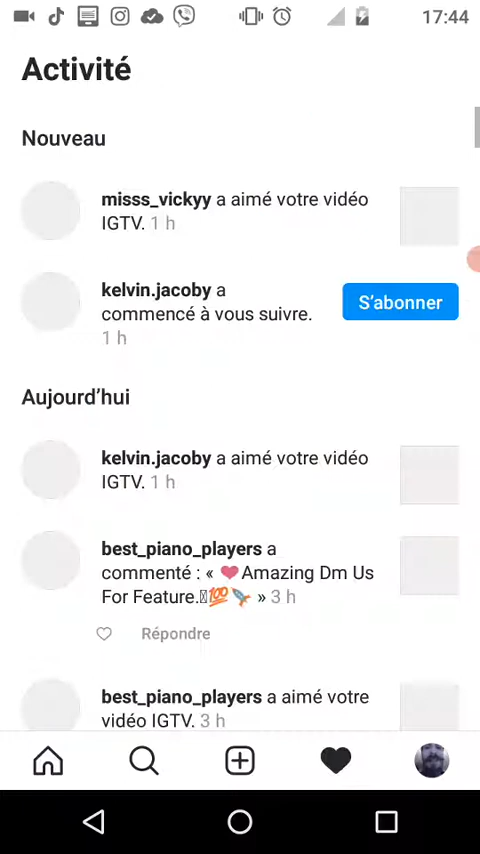 17:44
Activité
Nouveau
misss_vickyy a aimé votre vidéo
IGTV. 1 h
kelvin.jacoby a
commencé à vous suivre.
1 h
S’abonner
Aujourd’hui
kelvin.jacoby a aimé votre vidéo
IGTV. 1 h
best_piano_players a
commenté : « ❤️Amazing Dm Us
For Feature.💯🚀 » 3 h
Répondre
best_piano_players a aimé votre
vidéo IGTV. 3 h